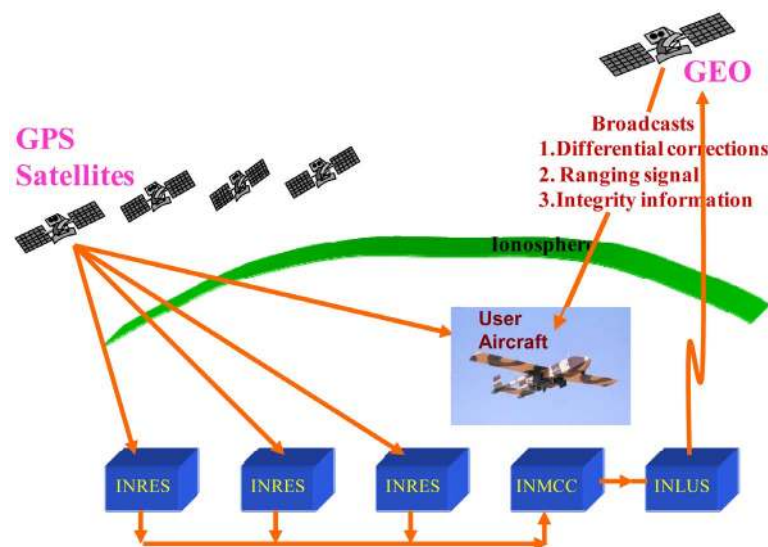 GEO
GPS
Satellites
Broadcasts
1.Differential corrections
2. Ranging signal
3.Integrity information
Ionosphere
User
Aircraft
INRES
INRES
INRES
INMCC
INLUS